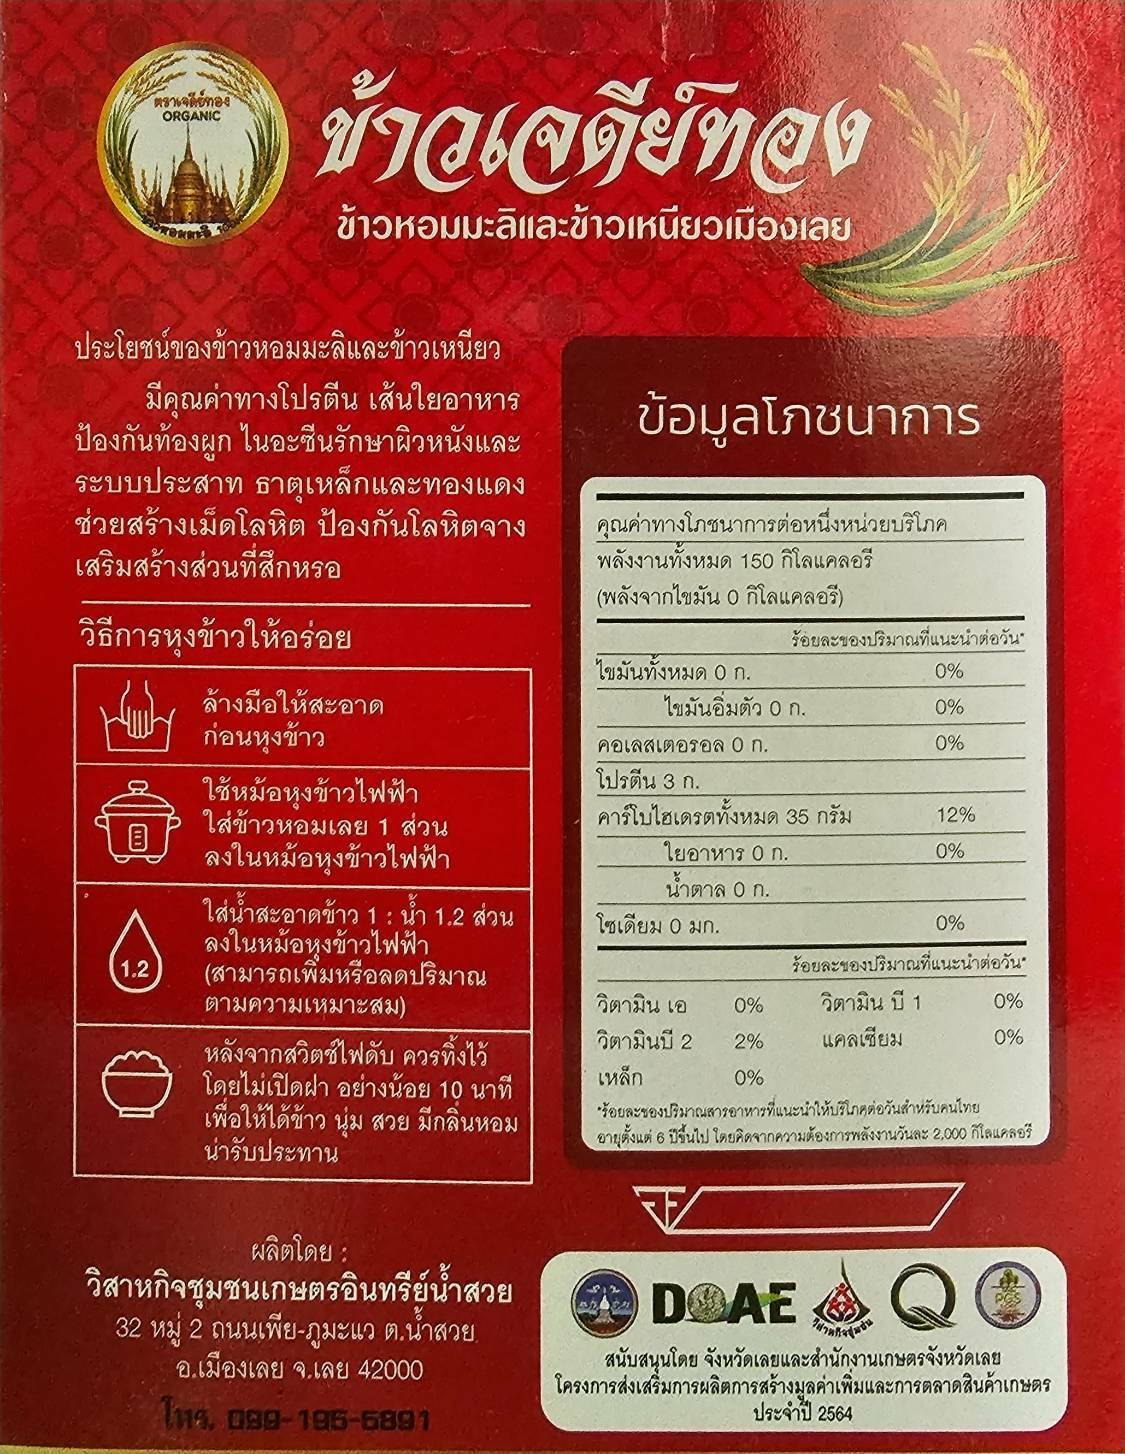 ตราเจดีย์ทอง
ORGANIC
ข้าวเจดีย์ทอง
ข้าวหอมมะลิและข้าวเหนียวเมืองเลย
ประโยชน์ของข้าวหอมมะลิและข้าวเหนียว
มีคุณค่าทางโปรตีน เส้นใยอาหาร
ป้องกันท้องผูก ไนอะซีนรักษาผิวหนังและ
ระบบประสาท ธาตุเหล็กและทองแดง
ช่วยสร้างเม็ดโลหิต ป้องกันโลหิตจาง
เสริมสร้างส่วนที่สึกหรอ
วิธีการหุงข้าวให้อร่อย
ล้างมือให้สะอาด
ก่อนหุงข้าว
ใช้หม้อหุงข้าวไฟฟ้า
ใส่ข้าวหอมเลย 1 ส่วน
ลงในหม้อหุงข้าวไฟฟ้า
1.2
ใส่น้ำสะอาดข้าว 1 : น้ำ 1.2 ส่วน
ลงในหม้อหุงข้าวไฟฟ้า
(สามารถเพิ่มหรือลดปริมาณ
ตามความเหมาะสม)
หลังจากสวิตช์ไฟดับ ควรทิ้งไว้
โดยไม่เปิดฝา อย่างน้อย 10 นาที
เพื่อให้ได้ข้าว นุ่ม สวย มีกลิ่นหอม
น่ารับประทาน
ผลิตโดย :
วิสาหกิจชุมชนเกษตรอินทรีย์น้ำสวย
32 หมู่ 2 ถนนเพีย-ภูมะแว ต.น้ำสวย
อ.เมืองเลย จ.เลย 42000
โทร. 099-195-5891
ข้อมูลโภชนาการ
คุณค่าทางโภชนาการต่อหนึ่งหน่วยบริโภค
พลังงานทั้งหมด 150 กิโลแคลอรี
(พลังจากไขมัน 0 กิโลแคลอรี)
ร้อยละของปริมาณที่แนะนำต่อวัน*
ไขมันทั้งหมด 0 ก. 0%
ไขมันอิ่มตัว 0 ก. 0%
คอเลสเตอรอล 0 ก. 0%
โปรตีน 3 ก.
คาร์โบไฮเดรตทั้งหมด 35 กรัม 12%
ใยอาหาร 0 ก. 0%
น้ำตาล 0 ก.
โซเดียม 0 มก. 0%
ร้อยละของปริมาณที่แนะนำต่อวัน*
วิตามิน เอ 0% วิตามิน บี 1 0%
วิตามินบี 2 2% แคลเซียม 0%
เหล็ก 0%
*ร้อยละของปริมาณสารอาหารที่แนะนำให้บริโภคต่อวันสำหรับคนไทย
อายุตั้งแต่ 6 ปีขึ้นไป โดยคิดจากความต้องการพลังงานวันละ 2,000 กิโลแคลอรี
DOAE
วิสาหกิจชุมชน
Q
PGS
สนับสนุนโดย จังหวัดเลยและสำนักงานเกษตรจังหวัดเลย
โครงการส่งเสริมการผลิตการสร้างมูลค่าเพิ่มและการตลาดสินค้าเกษตร
ประจำปี 2564